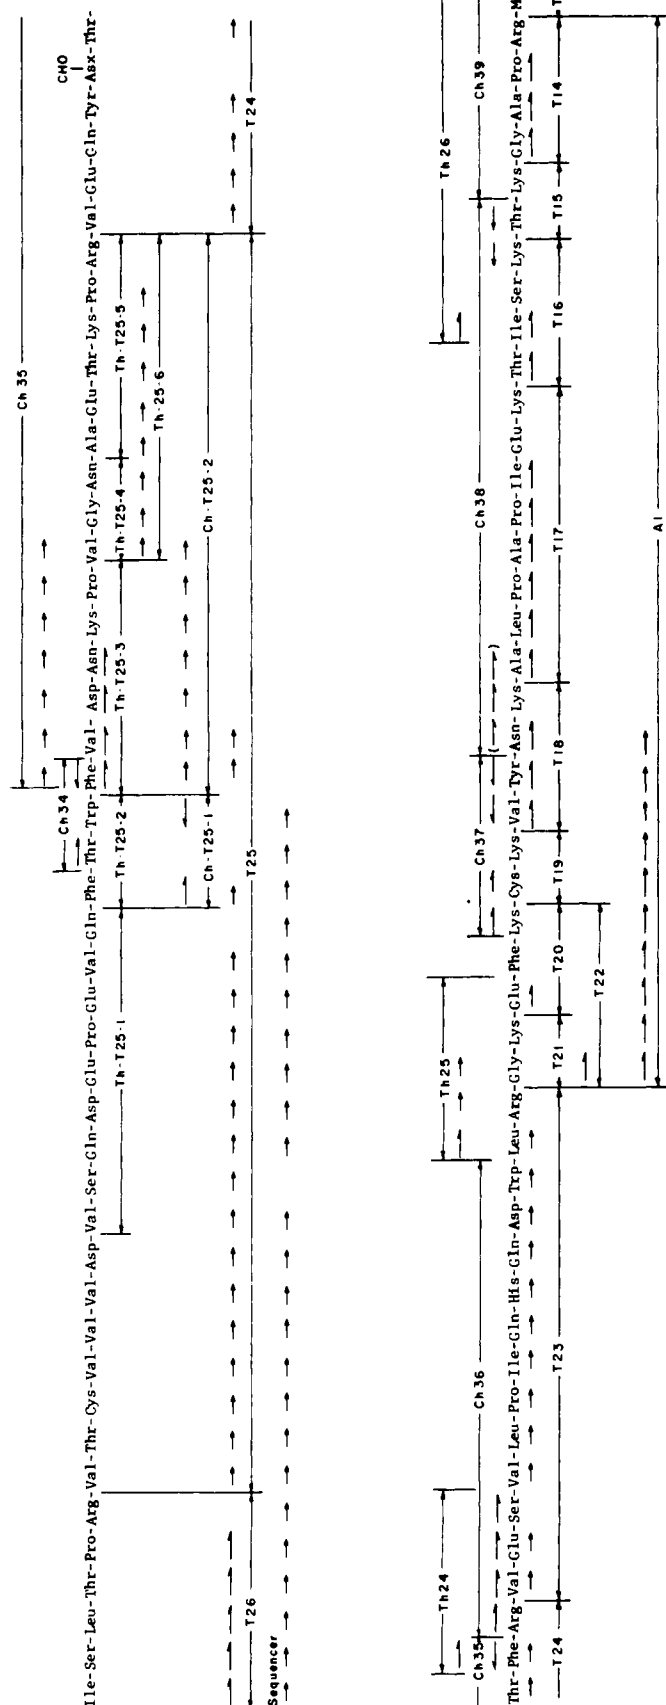 CHO
Ile-Ser-Leu-Thr-Pro-Arg-Val-Thr-Cys-Val-Val-Val-Asp-Val-Ser-Gln-Asp-Glu-Pro-Glu-Val-Gln-Phe-Thr-Trp-Phe-Val- Asp-Asn-Lys-Pro-Val-Gly-Asn-Ala-Glu-Thr-Lys-Pro-Arg-Val-Glu-Gln-Tyr-Asx-Thr-
Ch35
Ch34
Th-T25-1
Th-T25-2
Th-T25-3
Th-T25-4
Th-T25-5
Th-25-6
Ch-T25-1
Ch-T25-2
T26
T25
T24
Sequencer
Th24
Th25
Th26
Ch35
Ch36
Ch37
Ch38
Ch39
Thr-Phe-Arg-Val-Glu-Ser-Val-Leu-Pro-Ile-Gln-His-Gln-Asp-Trp-Leu-Arg-Gly-Lys-Glu-Phe-Lys-Cys-Lys-Val-Tyr-Asn-Lys-Ala-Leu-Pro-Ala-Pro-Ile-Glu-Lys-Thr-Ile-Ser-Lys-Thr-Lys-Gly-Ala-Pro-Arg-M
T24
T23
T21
T20
T19
T18
T17
T16
T15
T14
T
T22
A1